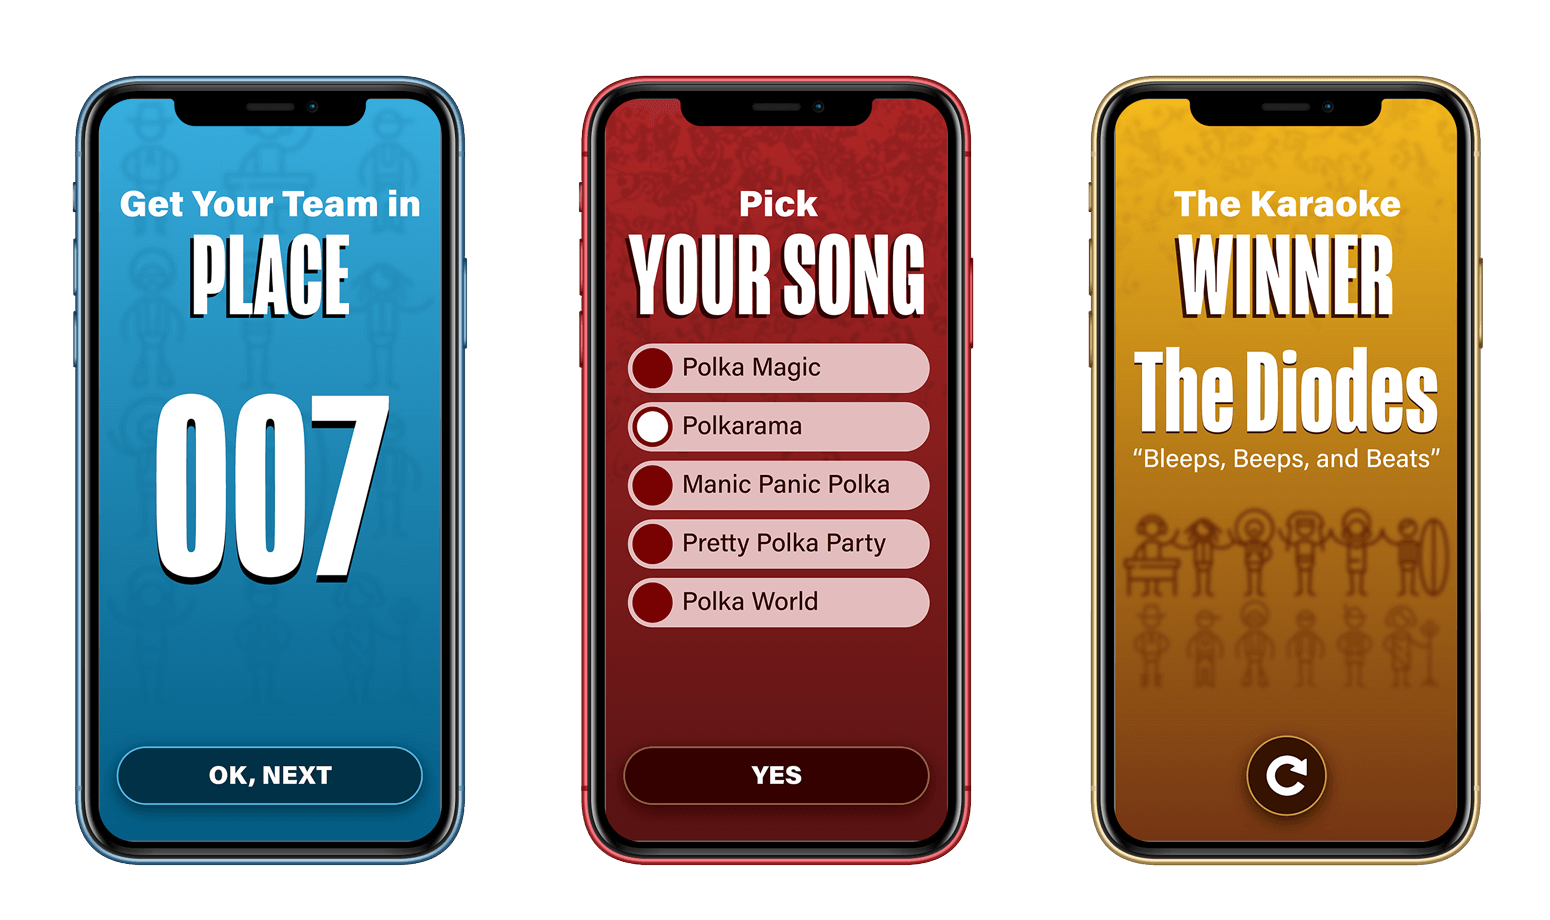 Get Your Team in
PLACE
007
OK, NEXT
Pick
YOUR SONG
Polka Magic
Polkarama
Manic Panic Polka
Pretty Polka Party
Polka World
YES
The Karaoke
WINNER
The Diodes
“Bleeps, Beeps, and Beats”